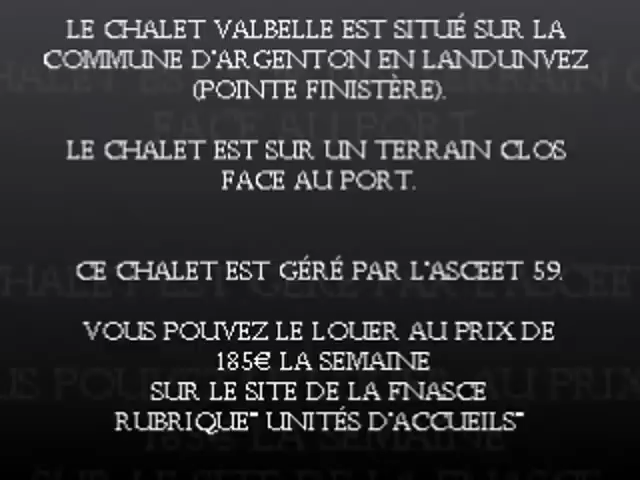 LE CHALET VALBELLE EST SITUÉ SUR LA
COMMUNE D'ARGENTON EN LANDUNVEZ
(POINTE FINISTÈRE).
LE CHALET EST SUR UN TERRAIN CLOS
FACE AU PORT.
CE CHALET EST GÉRÉ PAR L'ASCEET 59.
VOUS POUVEZ LE LOUER AU PRIX DE
185€ LA SEMAINE
SUR LE SITE DE LA FNASCE
RUBRIQUE" UNITÉS D'ACCUEILS"